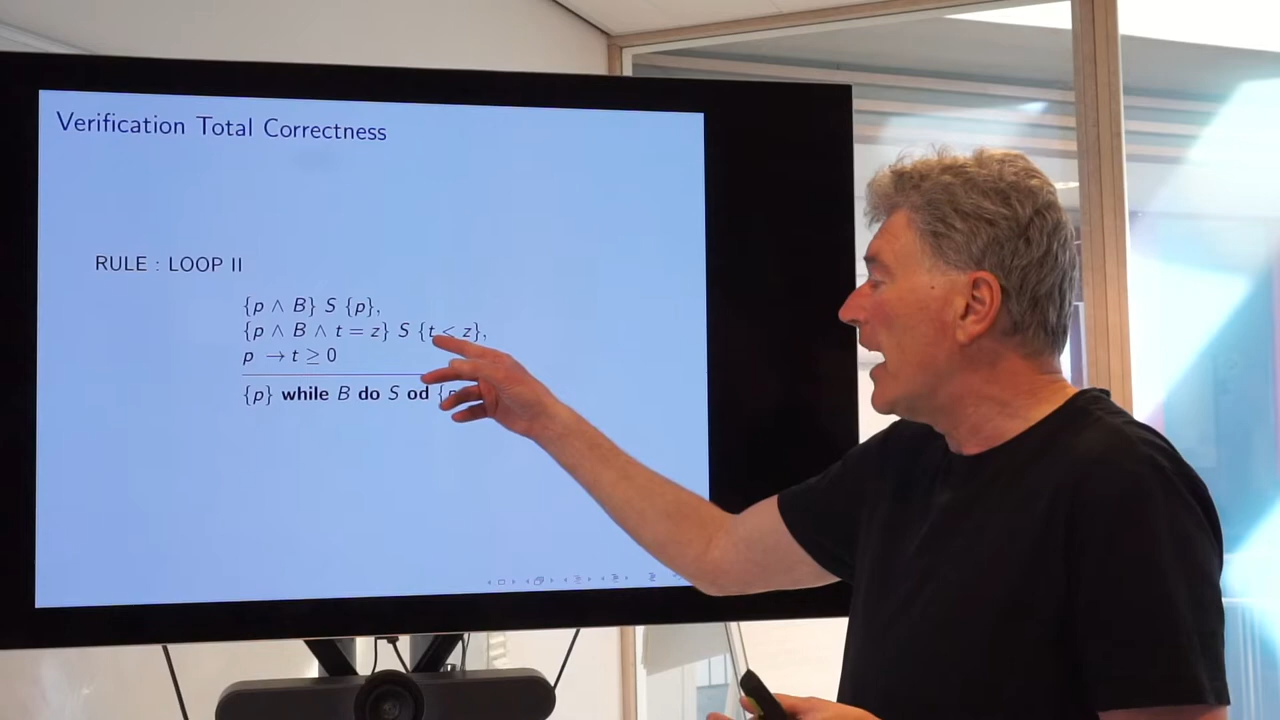 Verification Total Correctness
RULE : LOOP II
{p ∧ B} S {p},
{p ∧ B ∧ t = z} S {t < z},
p → t ≥ 0
{p} while B do S od {p